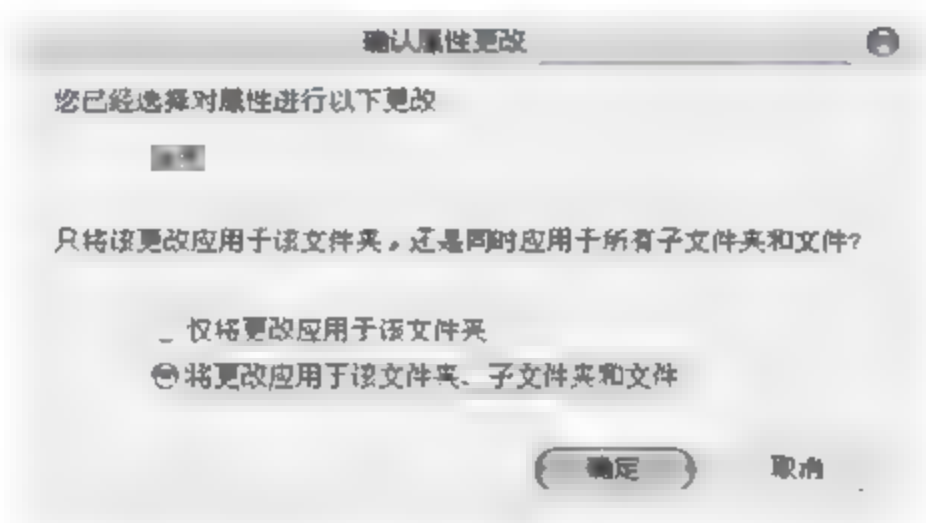 确认属性更改
您已经选择对属性进行以下更改
只将该更改应用于该文件夹，还是同时应用于所有子文件夹和文件?
仅将更改应用于该文件夹
将更改应用于该文件夹、子文件夹和文件
确定 取消